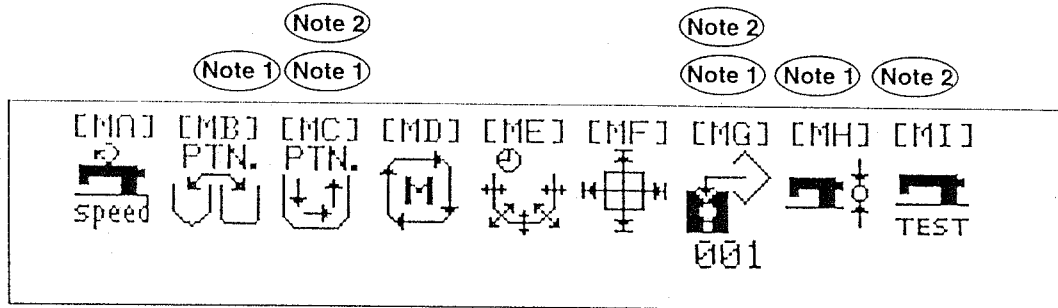 Note 2 Note 2
Note 1 Note 1 Note 1 Note 1 Note 2
[MA] [MB] [MC] [MD] [ME] [MF] [MG] [MH] [MI]
PTN. PTN.
M
speed TEST
001